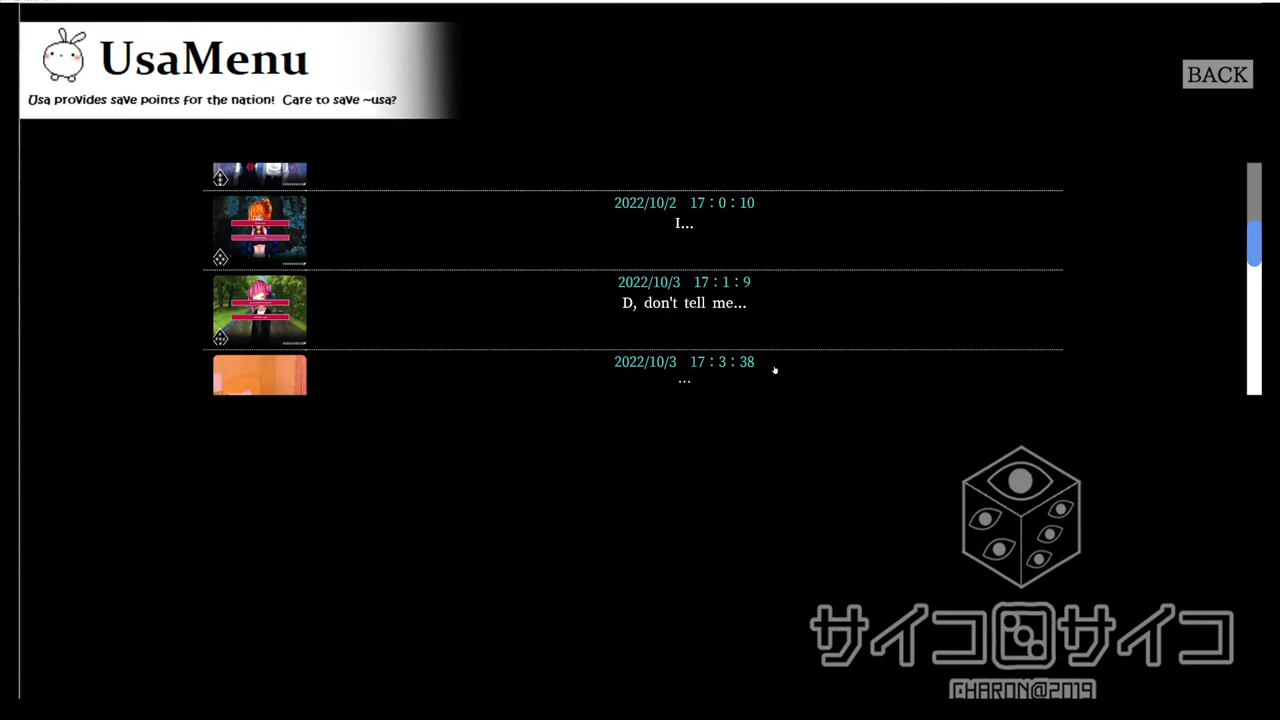 UsaMenu
Usa provides save points for the nation! Care to save ~usa?
BACK
2022/10/2 17:0:10
I...
2022/10/3 17:1:9
D, don't tell me...
2022/10/3 17:3:38
...
サイコロサイコ
CHARON@2019